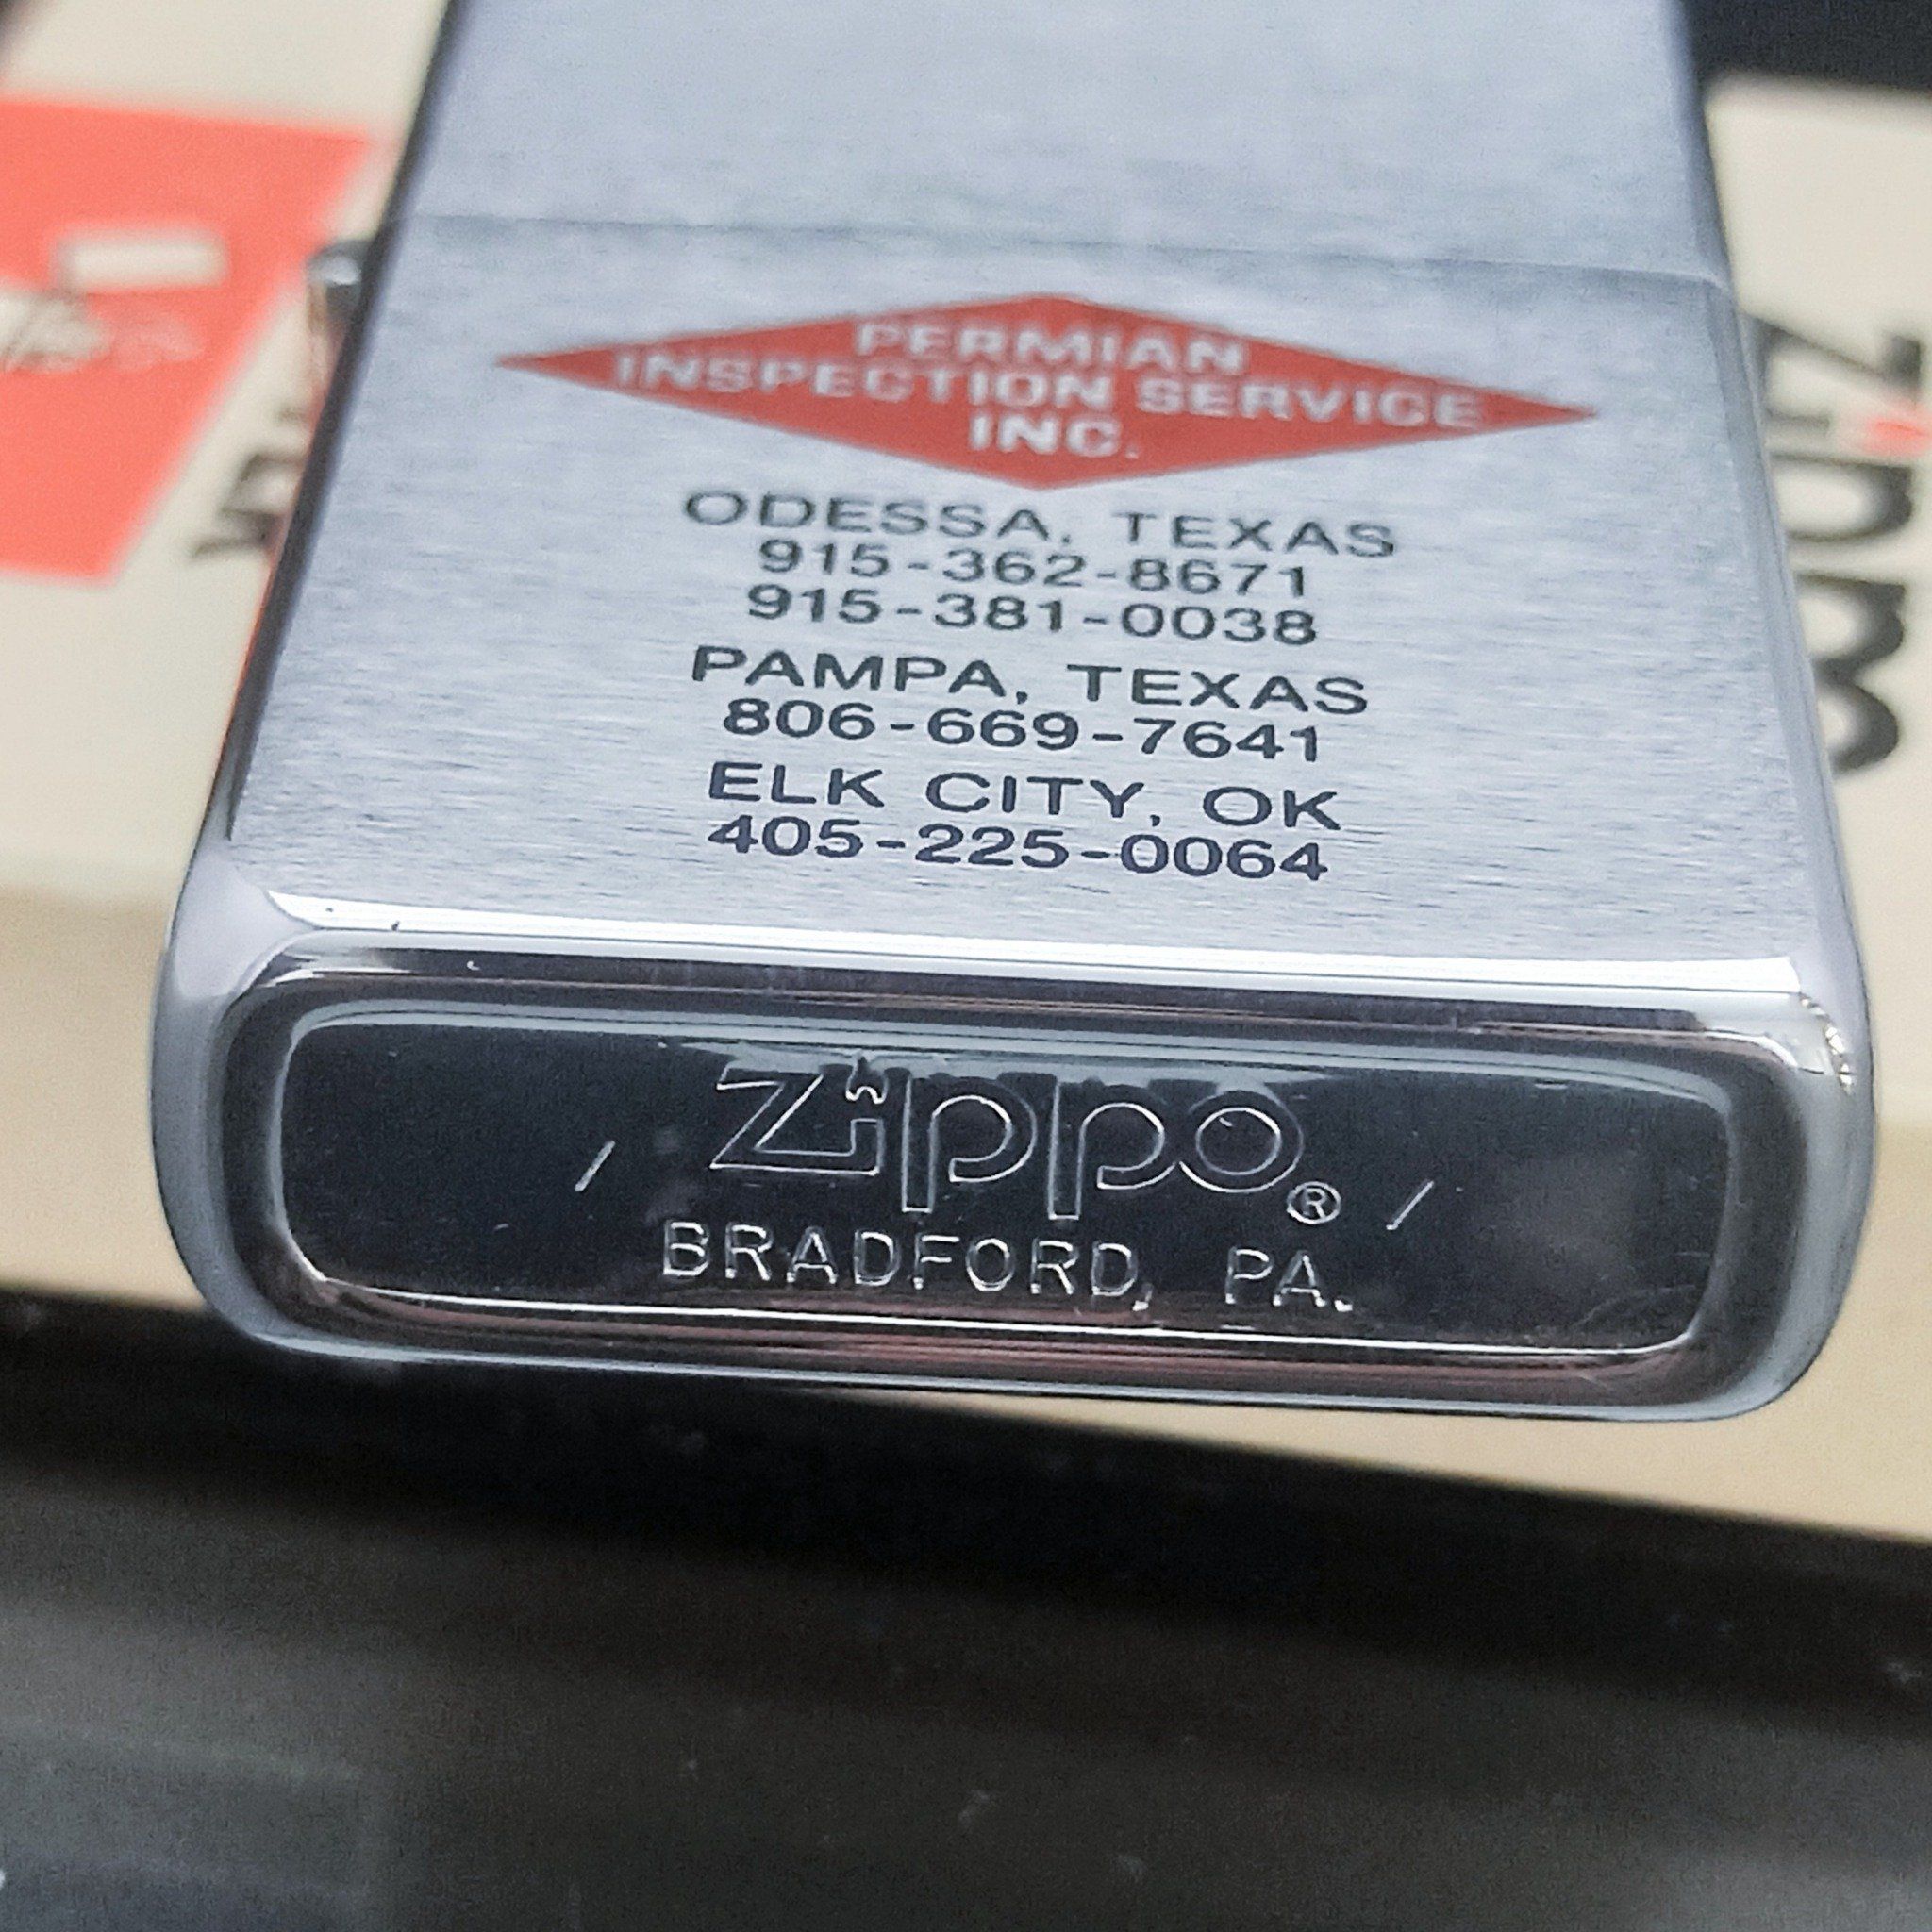 PERMIAN
INSPECTION SERVICE
INC.
ODESSA, TEXAS
915-362-8671
915-381-0038
PAMPA, TEXAS
806-669-7641
ELK CITY, OK
405-225-0064
/ Zippo® /
BRADFORD, PA.
Zippo